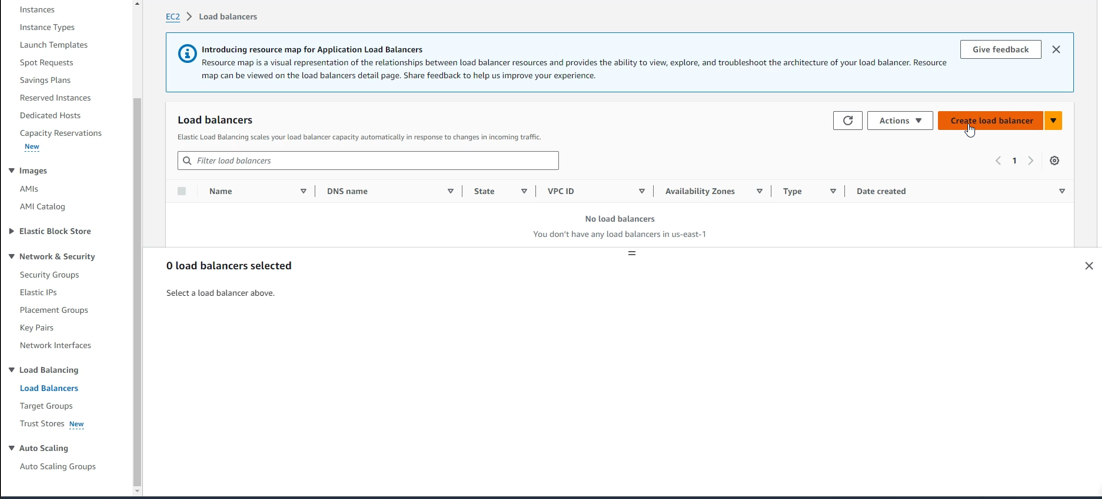 Instances
Instance Types
Launch Templates
Spot Requests
Savings Plans
Reserved Instances
Dedicated Hosts
Capacity Reservations
New
Images
AMIs
AMI Catalog
Elastic Block Store
Network & Security
Security Groups
Elastic IPs
Placement Groups
Key Pairs
Network Interfaces
Load Balancing
Load Balancers
Target Groups
Trust Stores New
Auto Scaling
Auto Scaling Groups
EC2 > Load balancers
Introducing resource map for Application Load Balancers
Resource map is a visual representation of the relationships between load balancer resources and provides the ability to view, explore, and troubleshoot the architecture of your load balancer. Resource
map can be viewed on the load balancers detail page. Share feedback to help us improve your experience.
Give feedback
Load balancers
Elastic Load Balancing scales your load balancer capacity automatically in response to changes in incoming traffic.
Actions
Create load balancer
Filter load balancers
1
Name DNS name State VPC ID Availability Zones Type Date created
No load balancers
You don't have any load balancers in us-east-1
0 load balancers selected
Select a load balancer above.